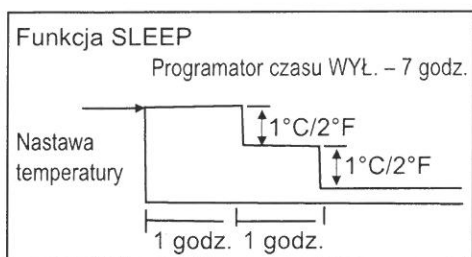 Funkcja SLEEP
Programator czasu WYŁ. – 7 godz.
1°C/2°F
Nastawa
temperatury
1°C/2°F
1 godz. 1 godz.